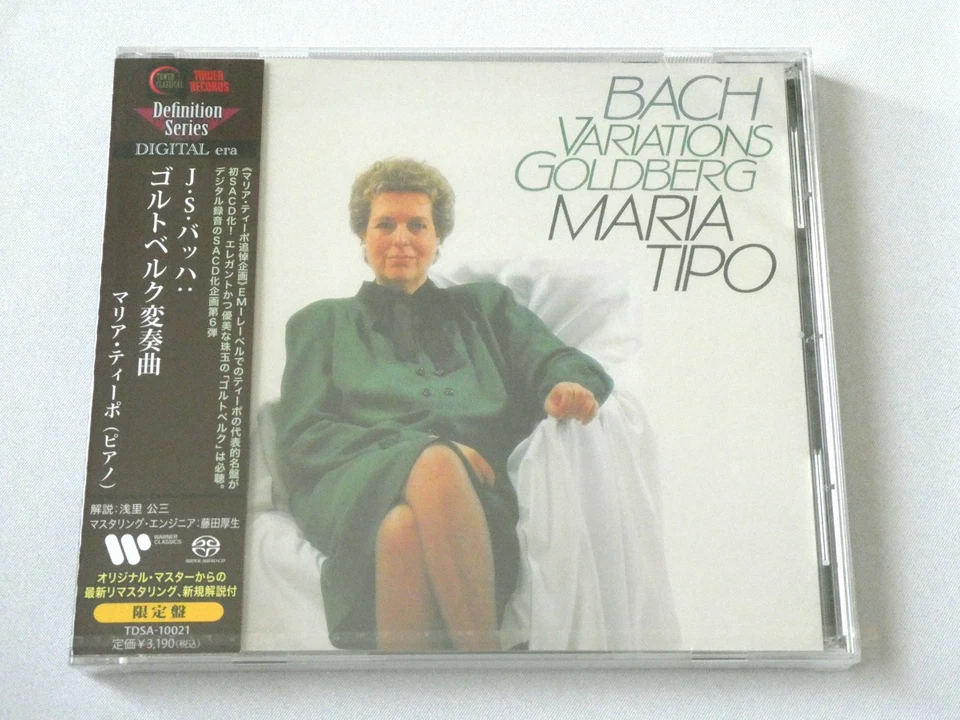 TOWER
CLASSICAL
TOWER
RECORDS
Definition
Series
DIGITAL era
《マリア・ティーポ追悼企画》EMIレーベルでのティーポの代表的名盤が
初SACD化！エレガントかつ優美な珠玉の「ゴルトベルク」は必聴。
デジタル録音のSACD化企画第6弾
J・S・バッハ：
ゴルトベルク変奏曲
マリア・ティーポ（ピアノ）
解説：浅里 公三
マスタリング・エンジニア：藤田厚生
WARNER
CLASSICS
SUPER AUDIO CD
オリジナル・マスターからの
最新リマスタリング、新規解説付
限定盤
TDSA-10021
定価￥3,190(税込)
BACH
VARIATIONS
GOLDBERG
MARIA
TIPO